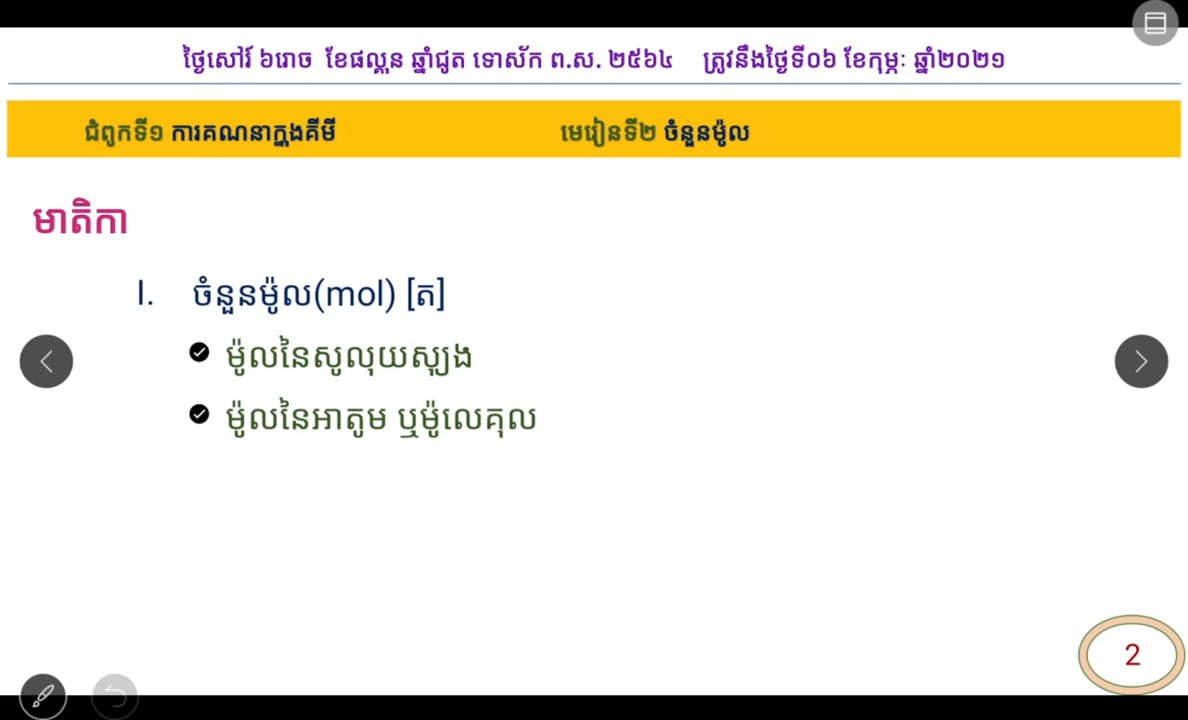 ថ្ងៃសៅរ៍ ៦រោច ខែផល្គុន ឆ្នាំជូត ទោស័ក ព.ស. ២៥៦៤ ត្រូវនឹងថ្ងៃទី០៦ ខែកុម្ភៈ ឆ្នាំ២០២១
ជំពូកទី១ ការគណនាក្នុងគីមី មេរៀនទី២ ចំនួនម៉ូល
មាតិកា
I. ចំនួនម៉ូល(mol) [ត]
ម៉ូលនៃសូលុយស្យុង
ម៉ូលនៃអាតូម ឬម៉ូលេគុល
2